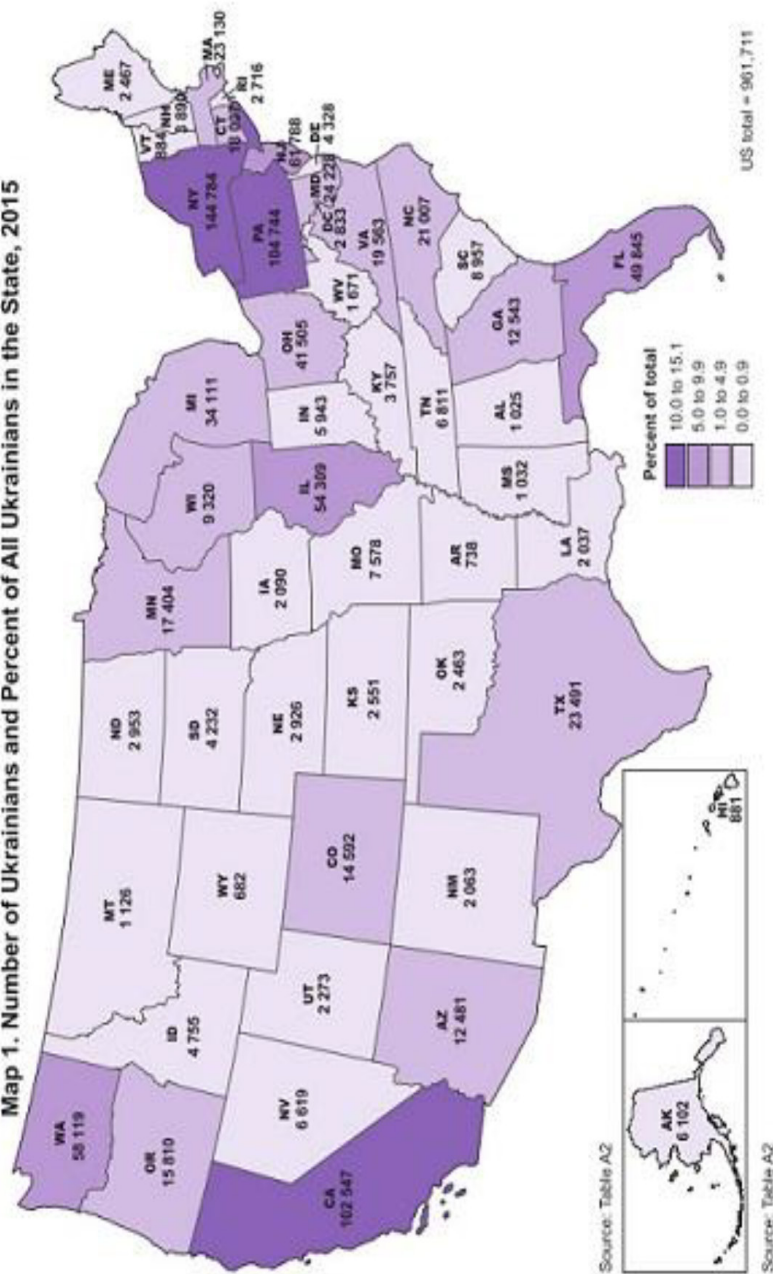 Map 1. Number of Ukrainians and Percent of All Ukrainians in the State, 2015
WA
58 119
OR
15 810
CA
102 547
NV
6 619
ID
4 755
MT
1 126
WY
682
UT
2 273
AZ
12 481
CO
14 592
NM
2 063
ND
2 953
SD
4 232
NE
2 926
KS
2 551
OK
2 463
TX
23 491
MN
17 404
IA
2 090
MO
7 578
AR
738
LA
2 037
WI
9 320
IL
54 309
MI
34 111
IN
5 943
OH
41 505
KY
3 757
TN
6 811
MS
1 032
AL
1 025
GA
12 543
FL
49 845
SC
8 957
NC
21 007
VA
19 563
WV
1 671
DC
2 833
MD
24 228
DE
4 328
PA
104 744
NJ
61 788
NY
144 784
CT
VT
884
NH
ME
2 467
MA
23 130
RI
2 716
AK
6 102
HI
881
Percent of total
10.0 to 15.1
5.0 to 9.9
1.0 to 4.9
0.0 to 0.9
US total = 961,711
Source: Table A2
Source: Table A2